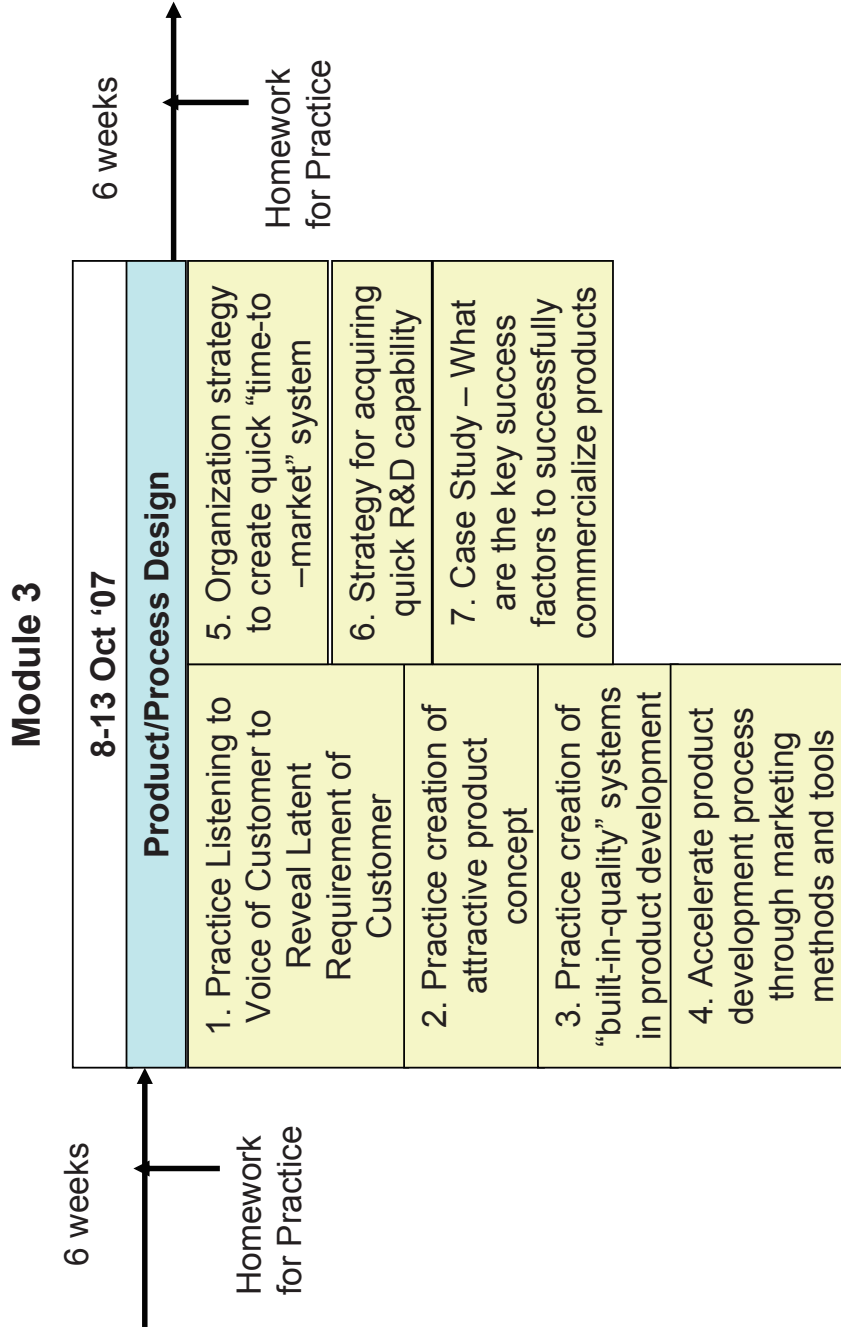 Module 3
6 weeks
Homework
for Practice
8-13 Oct ‘07
Product/Process Design
1. Practice Listening to
Voice of Customer to
Reveal Latent
Requirement of
Customer
2. Practice creation of
attractive product
concept
3. Practice creation of
“built-in-quality” systems
in product development
4. Accelerate product
development process
through marketing
methods and tools
5. Organization strategy
to create quick “time-to
–market” system
6. Strategy for acquiring
quick R&D capability
7. Case Study – What
are the key success
factors to successfully
commercialize products
6 weeks
Homework
for Practice